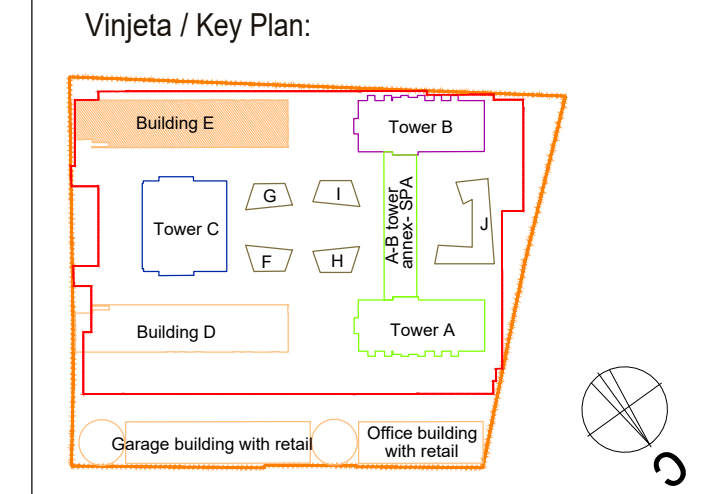 Vinjeta / Key Plan:
Building E
Tower B
G
I
A-B tower
annex- SPA
J
Tower C
F
H
Building D
Tower A
Garage building with retail
Office building
with retail
C